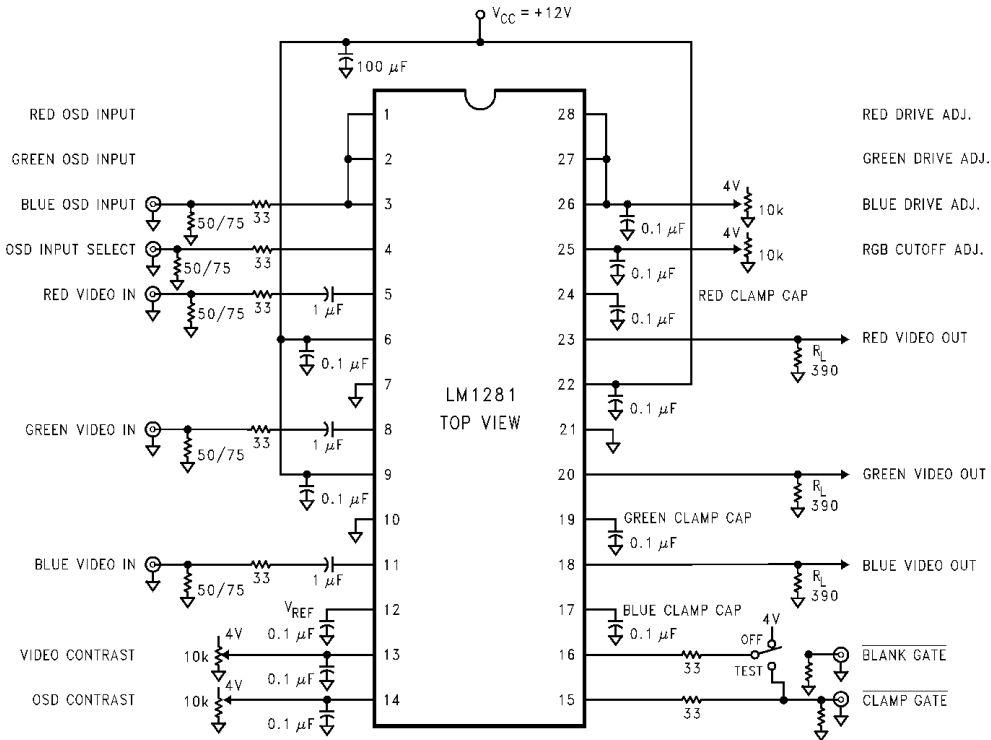 V_CC = +12V
100 µF
RED OSD INPUT
1
28
RED DRIVE ADJ.
GREEN OSD INPUT
2
27
GREEN DRIVE ADJ.
BLUE OSD INPUT
50/75
33
3
26
0.1 µF
4V
10k
BLUE DRIVE ADJ.
OSD INPUT SELECT
50/75
33
4
25
0.1 µF
4V
10k
RGB CUTOFF ADJ.
RED VIDEO IN
50/75
33
1 µF
5
24
0.1 µF
RED CLAMP CAP
0.1 µF
6
23
R_L
390
RED VIDEO OUT
7
LM1281
TOP VIEW
22
0.1 µF
GREEN VIDEO IN
50/75
33
1 µF
8
21
0.1 µF
9
20
R_L
390
GREEN VIDEO OUT
10
19
0.1 µF
GREEN CLAMP CAP
BLUE VIDEO IN
50/75
33
1 µF
11
18
R_L
390
BLUE VIDEO OUT
V_REF
0.1 µF
12
17
0.1 µF
BLUE CLAMP CAP
VIDEO CONTRAST
10k
4V
0.1 µF
13
16
33
OFF
4V
TEST
BLANK GATE
OSD CONTRAST
10k
4V
0.1 µF
14
15
33
CLAMP GATE